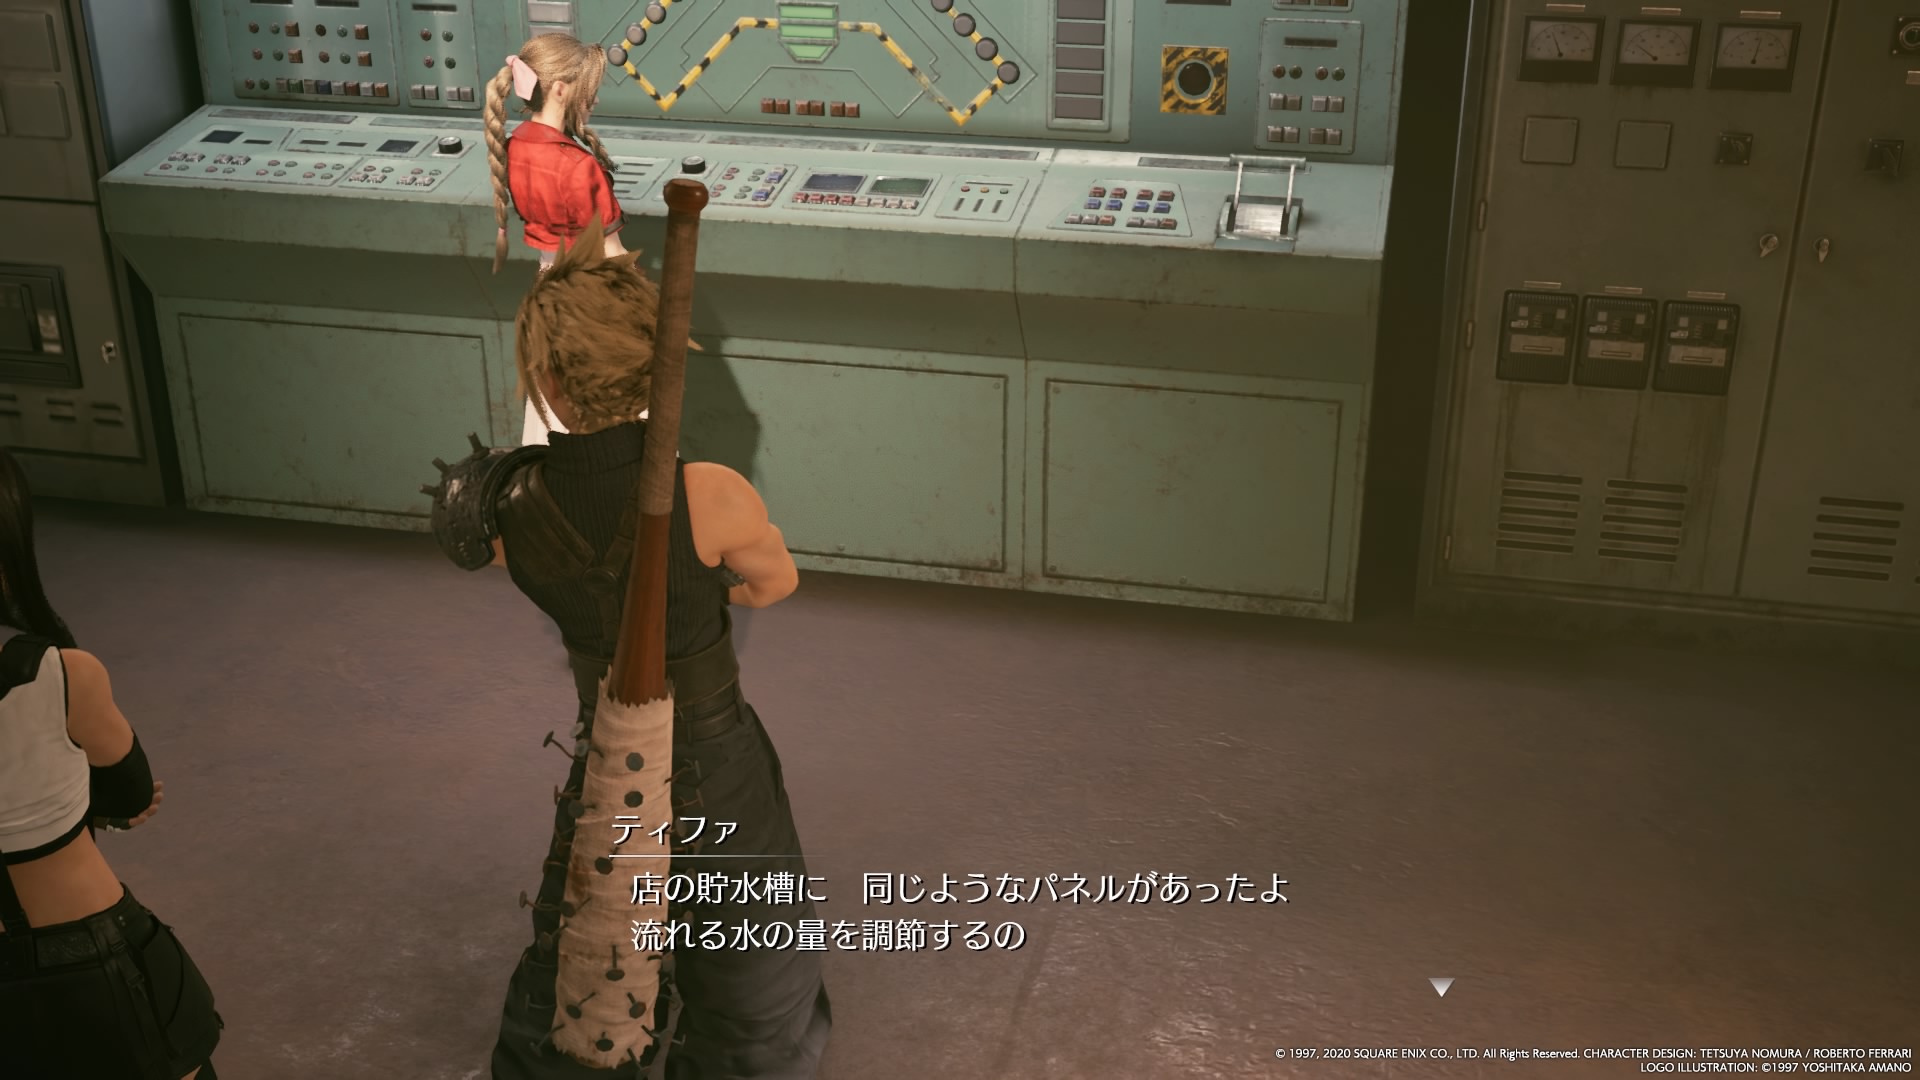 ティファ
店の貯水槽に　同じようなパネルがあったよ
流れる水の量を調節するの
© 1997, 2020 SQUARE ENIX CO., LTD. All Rights Reserved. CHARACTER DESIGN: TETSUYA NOMURA / ROBERTO FERRARI
LOGO ILLUSTRATION: ©1997 YOSHITAKA AMANO